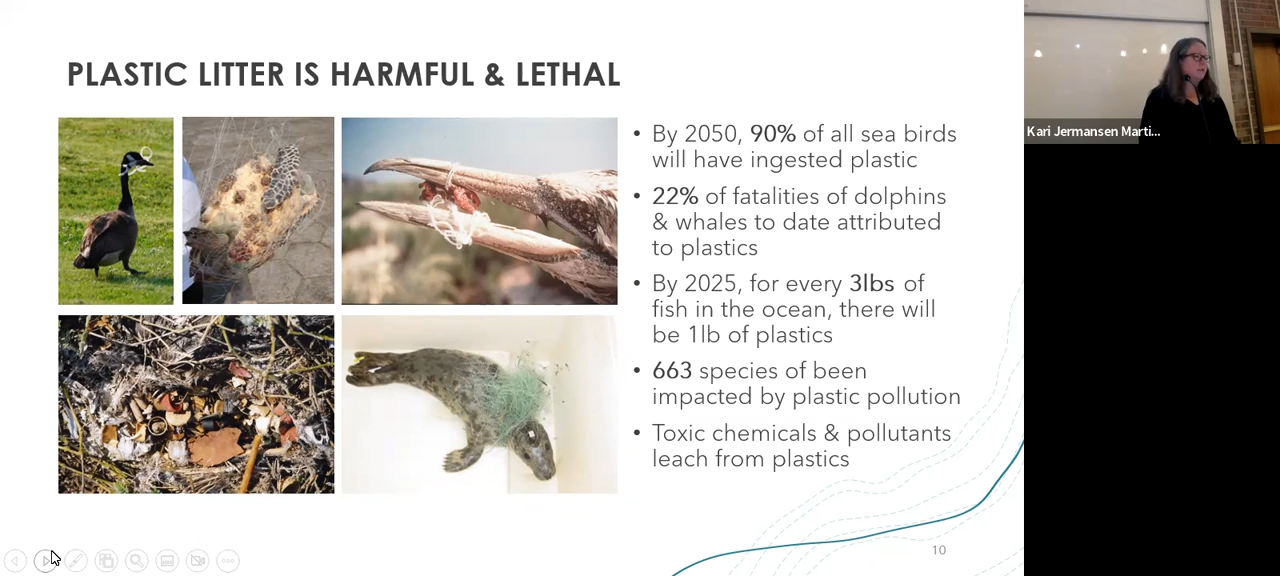 PLASTIC LITTER IS HARMFUL & LETHAL
• By 2050, 90% of all sea birds
will have ingested plastic
• 22% of fatalities of dolphins
& whales to date attributed
to plastics
• By 2025, for every 3lbs of
fish in the ocean, there will
be 1lb of plastics
• 663 species of been
impacted by plastic pollution
• Toxic chemicals & pollutants
leach from plastics
10
Kari Jermansen Marti...